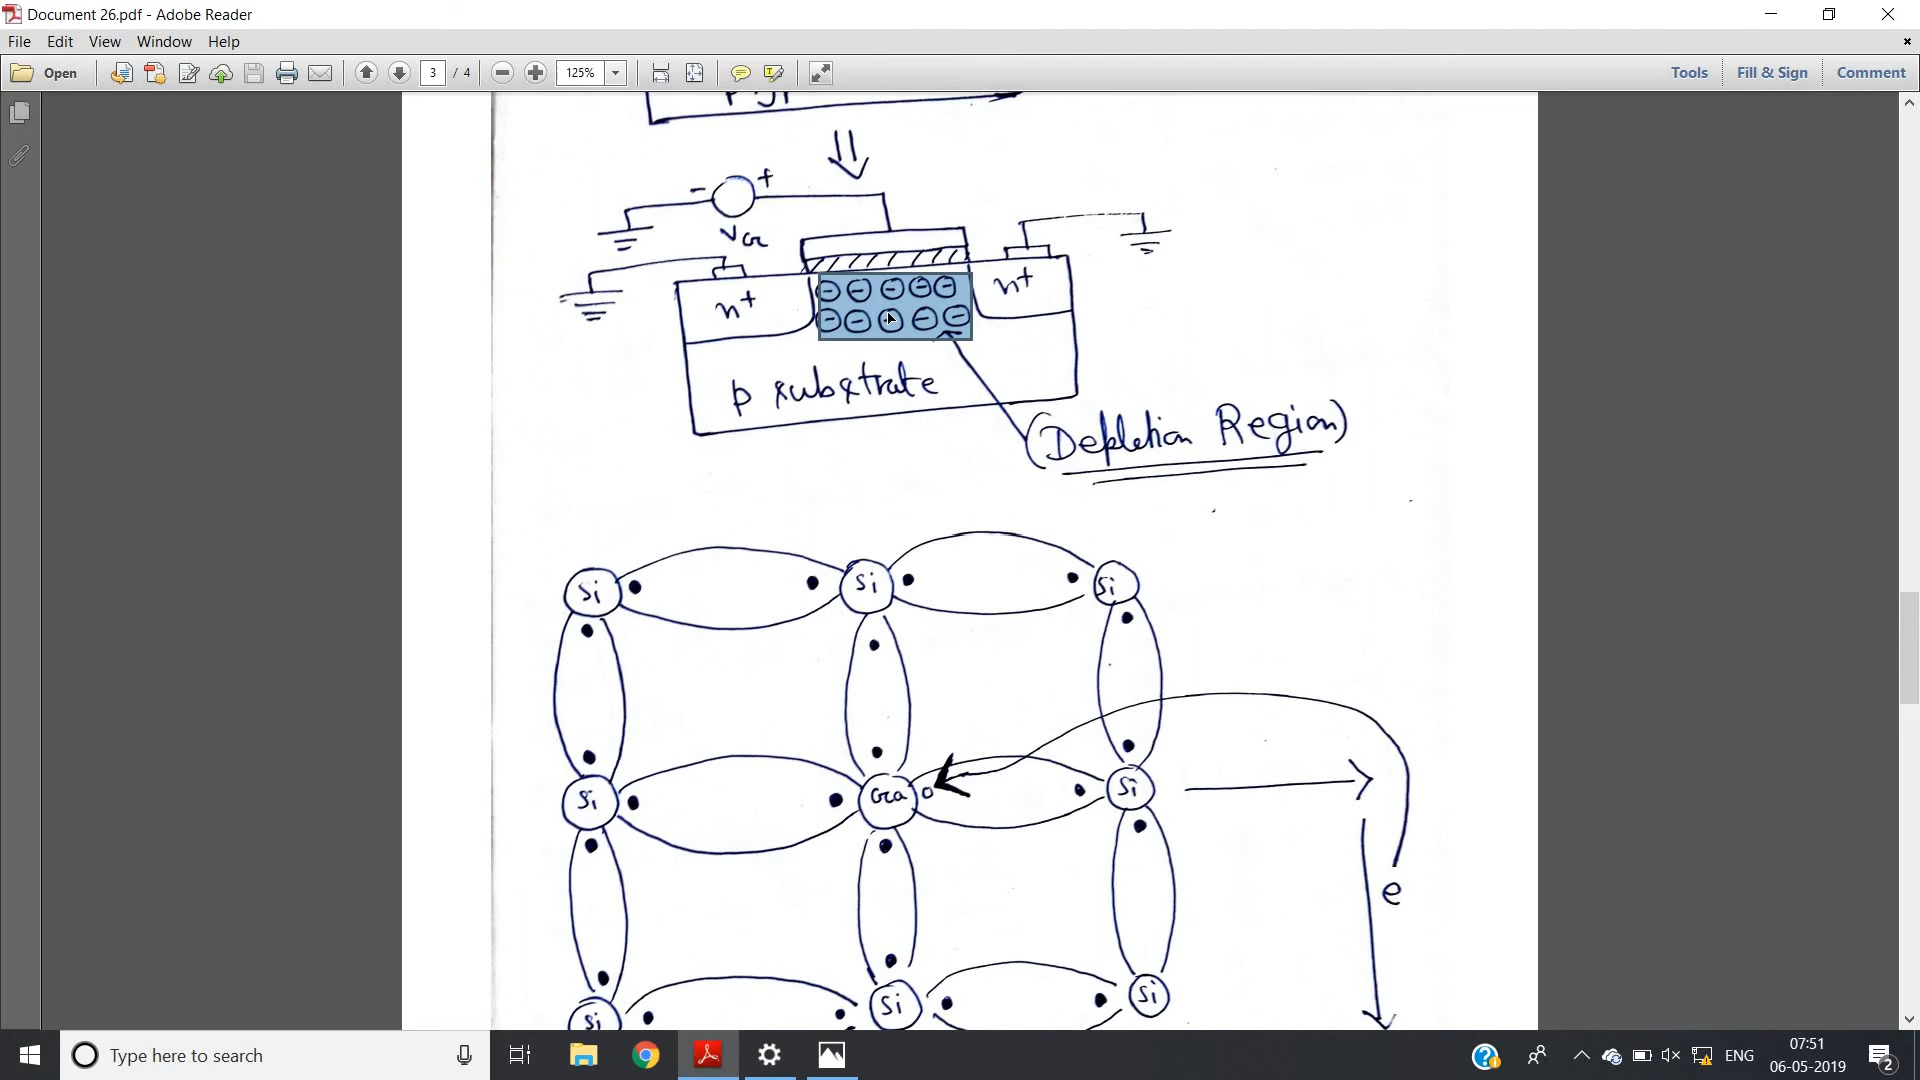 Document 26.pdf - Adobe Reader
File Edit View Window Help
Open 3 / 4 125% Tools Fill & Sign Comment
- +
VG
n+ n+
p substrate
(Depletion Region)
Si Si Si
Si Ga Si
e
Si Si Si
Type here to search
ENG 07:51
06-05-2019 2